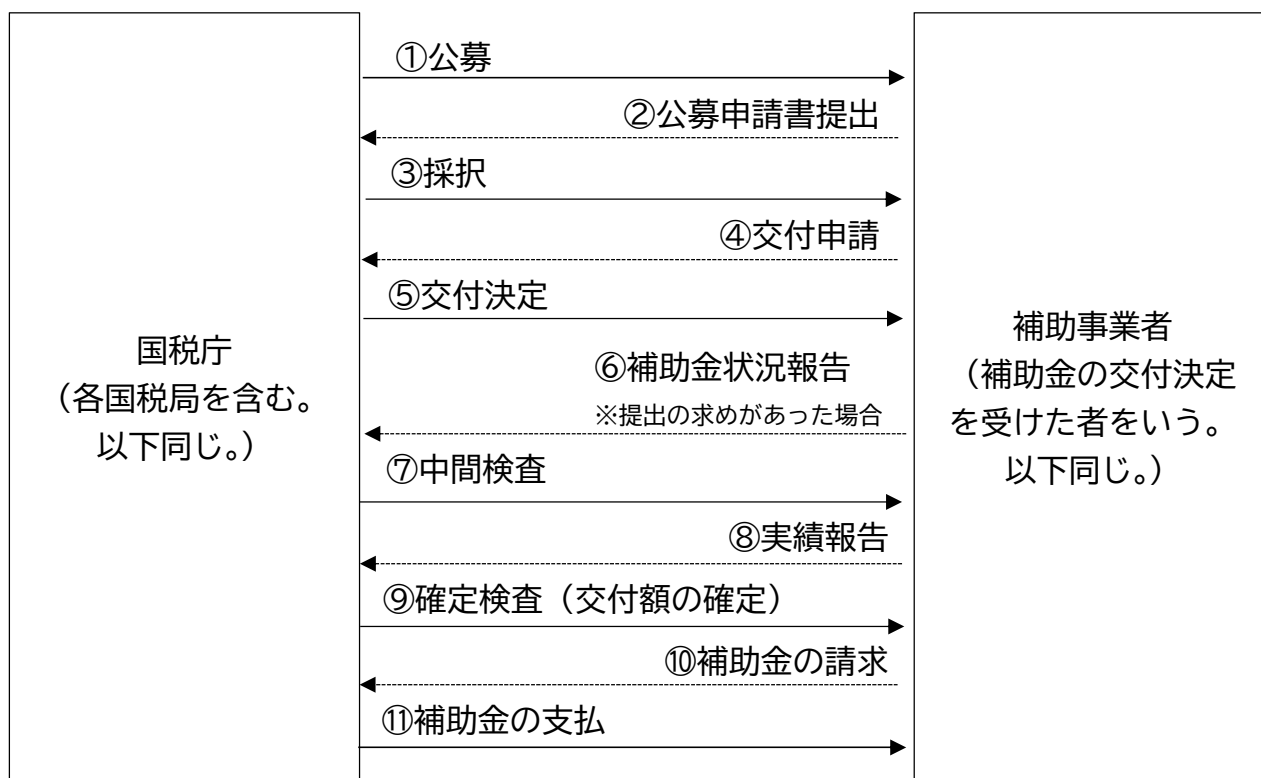 ①公募
②公募申請書提出
③採択
④交付申請
⑤交付決定
国税庁
（各国税局を含む。
以下同じ。）
補助事業者
（補助金の交付決定
を受けた者をいう。
以下同じ。）
⑥補助金状況報告
※提出の求めがあった場合
⑦中間検査
⑧実績報告
⑨確定検査（交付額の確定）
⑩補助金の請求
⑪補助金の支払